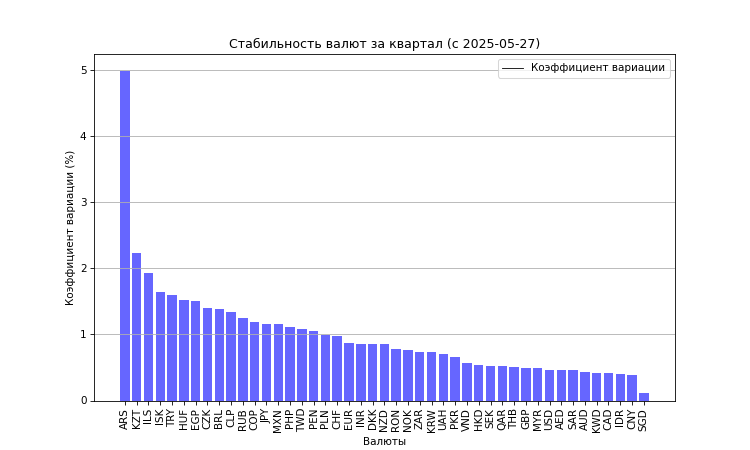 Стабильность валют за квартал (с 2025-05-27)
Коэффициент вариации
Коэффициент вариации (%)
5
4
3
2
1
0
ARS KZT ILS ISK TRY HUF EGP CZK BRL CLP RUB COP JPY MXN PHP TWD PEN PLN CHF EUR INR DKK NZD RON NOK ZAR KRW UAH PKR VND HKD SEK QAR THB GBP MYR USD AED SAR AUD KWD CAD IDR CNY SGD
Валюты